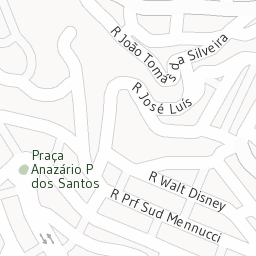 R João Tomás da Silveira
R José Luís
Praça
Anazário P
dos Santos
R Walt Disney
R Prf Sud Mennucci